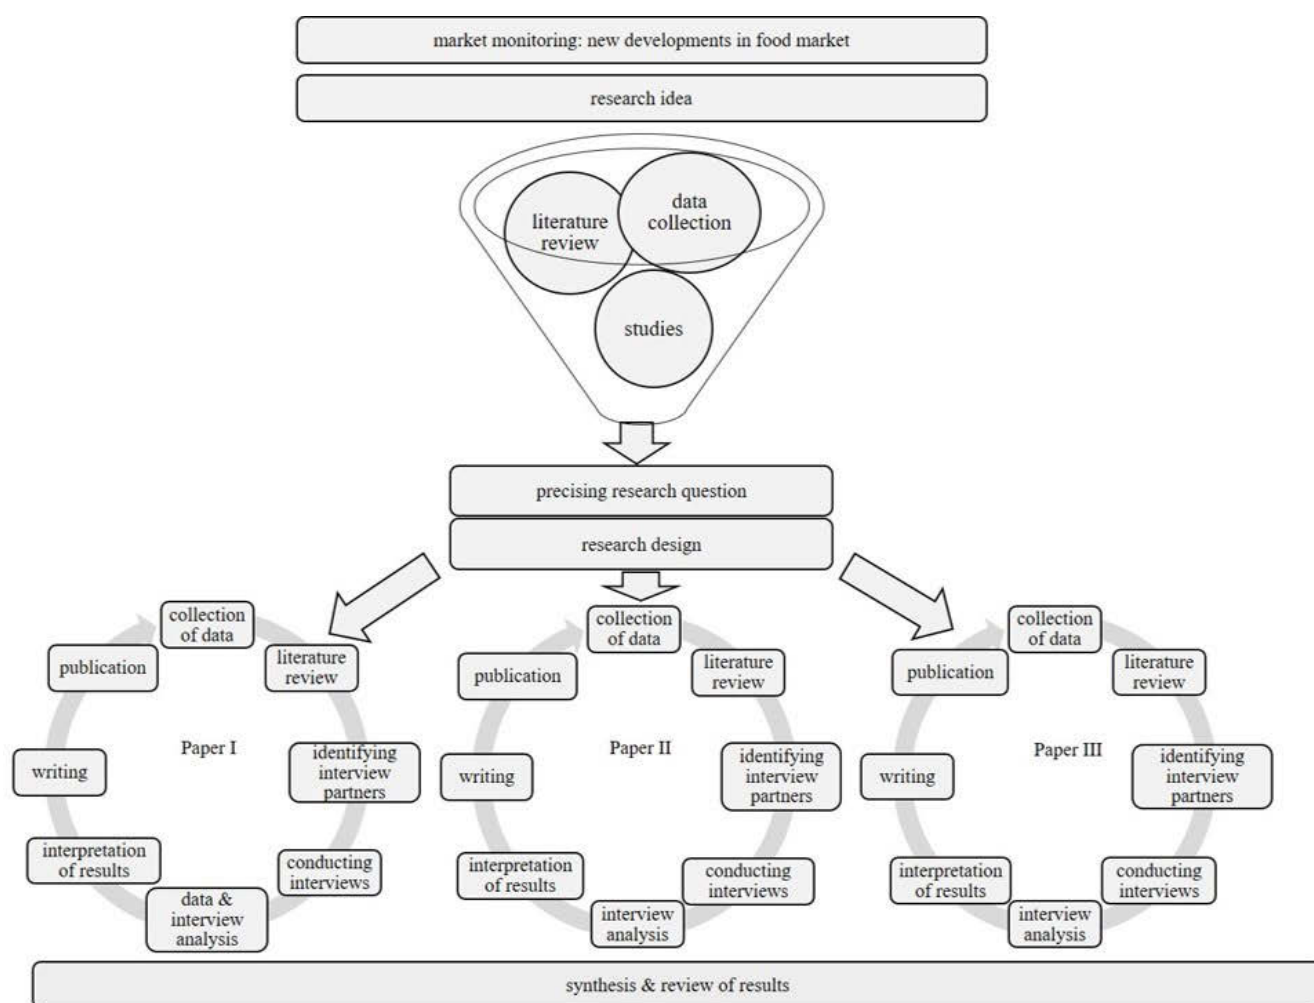 market monitoring: new developments in food market
research idea
literature
review
data
collection
studies
precising research question
research design
collection
of data
literature
review
identifying
interview
partners
conducting
interviews
data &
interview
analysis
interpretation
of results
writing
publication
Paper I
collection
of data
literature
review
identifying
interview
partners
conducting
interviews
interview
analysis
interpretation
of results
writing
publication
Paper II
collection
of data
literature
review
identifying
interview
partners
conducting
interviews
interview
analysis
interpretation
of results
writing
publication
Paper III
synthesis & review of results